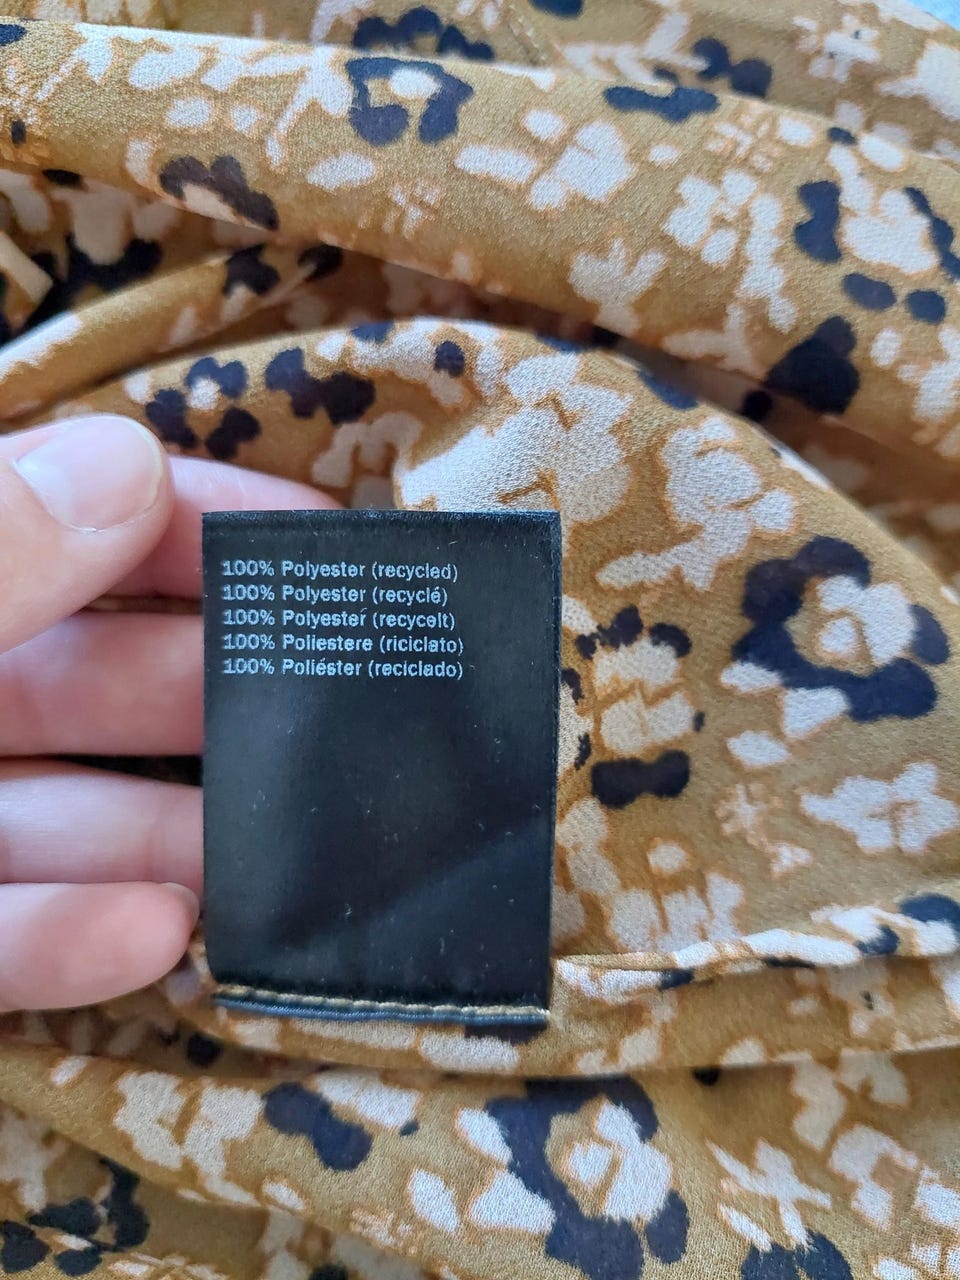 100% Polyester (recycled)
100% Polyester (recyclé)
100% Polyester (recycelt)
100% Poliestere (riciclato)
100% Poliéster (reciclado)